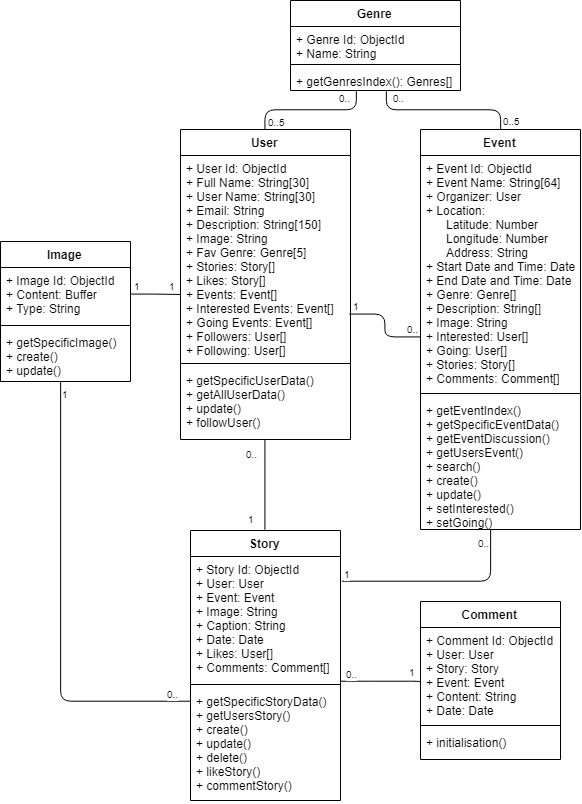 Genre
+ Genre Id: ObjectId
+ Name: String
+ getGenresIndex(): Genres[]
0..
0..
0..5
0..5
User
+ User Id: ObjectId
+ Full Name: String[30]
+ User Name: String[30]
+ Email: String
+ Description: String[150]
+ Image: String
+ Fav Genre: Genre[5]
+ Stories: Story[]
+ Likes: Story[]
+ Events: Event[]
+ Interested Events: Event[]
+ Going Events: Event[]
+ Followers: User[]
+ Following: User[]
+ getSpecificUserData()
+ getAllUserData()
+ update()
+ followUser()
Event
+ Event Id: ObjectId
+ Event Name: String[64]
+ Organizer: User
+ Location:
Latitude: Number
Longitude: Number
Address: String
+ Start Date and Time: Date
+ End Date and Time: Date
+ Genre: Genre[]
+ Description: String[]
+ Image: String
+ Interested: User[]
+ Going: User[]
+ Stories: Story[]
+ Comments: Comment[]
+ getEventIndex()
+ getSpecificEventData()
+ getEventDiscussion()
+ getUsersEvent()
+ search()
+ create()
+ update()
+ setInterested()
+ setGoing()
Image
+ Image Id: ObjectId
+ Content: Buffer
+ Type: String
+ getSpecificImage()
+ create()
+ update()
1
1
1
0..
1
0..
0..
1
0..
1
Story
+ Story Id: ObjectId
+ User: User
+ Event: Event
+ Image: String
+ Caption: String
+ Date: Date
+ Likes: User[]
+ Comments: Comment[]
+ getSpecificStoryData()
+ getUsersStory()
+ create()
+ update()
+ delete()
+ likeStory()
+ commentStory()
0..
1
Comment
+ Comment Id: ObjectId
+ User: User
+ Story: Story
+ Event: Event
+ Content: String
+ Date: Date
+ initialisation()